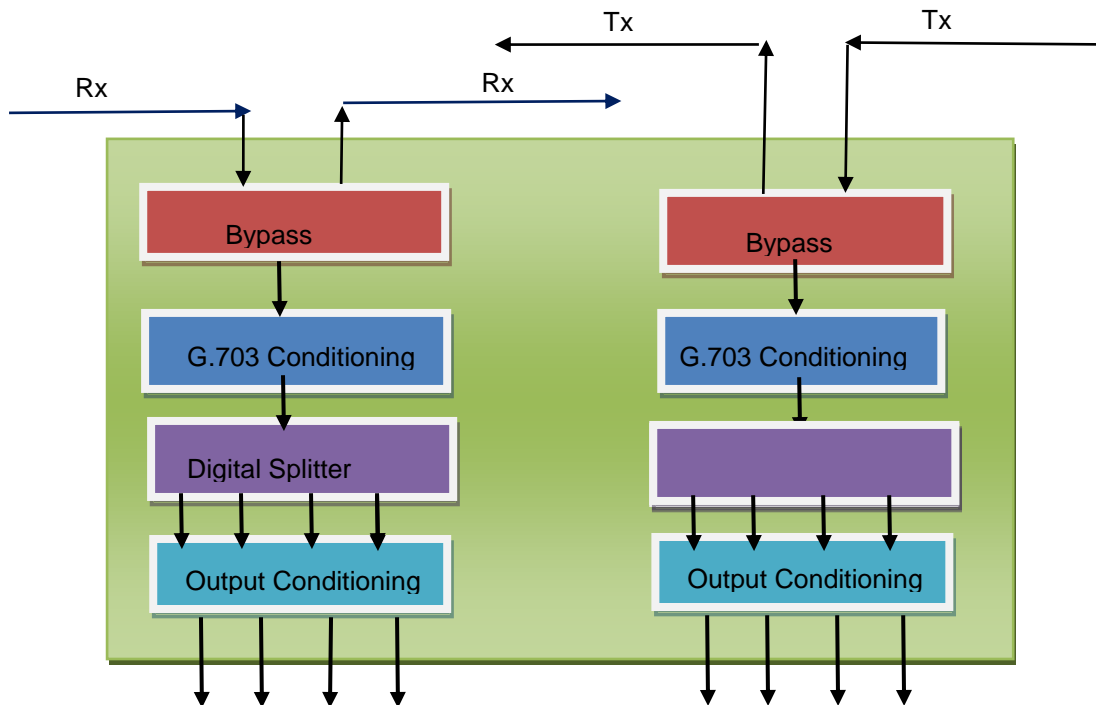 Tx
Tx
Rx
Rx
Bypass
Bypass
G.703 Conditioning
G.703 Conditioning
Digital Splitter
Output Conditioning
Output Conditioning